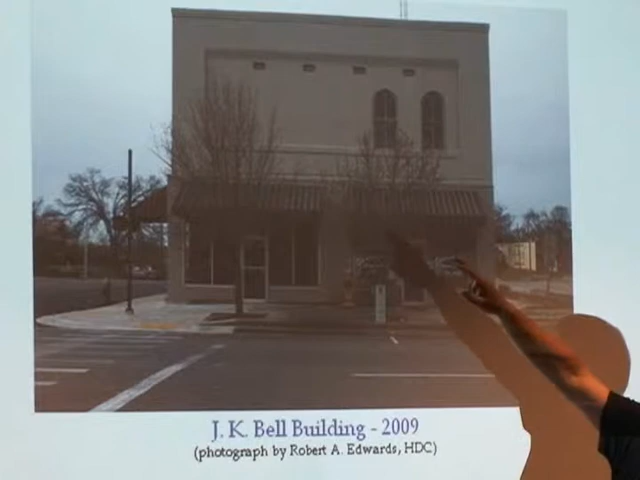 J. K. Bell Building - 2009
(photograph by Robert A. Edwards, HDC)